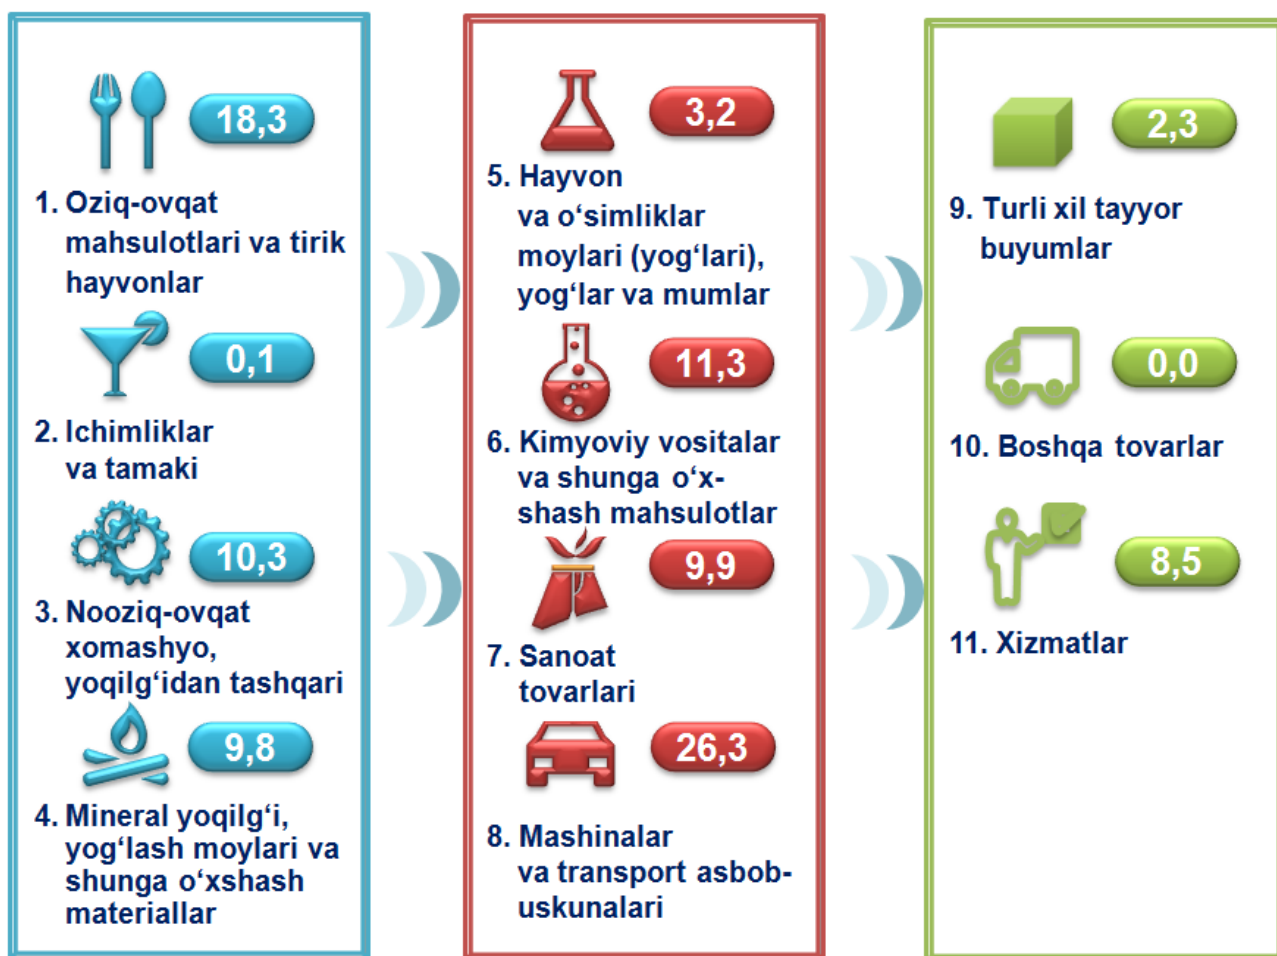 18,3
1. Oziq-ovqat
mahsulotlari va tirik
hayvonlar
0,1
2. Ichimliklar
va tamaki
10,3
3. Nooziq-ovqat
xomashyo,
yoqilg‘idan tashqari
9,8
4. Mineral yoqilg‘i,
yog‘lash moylari va
shunga o‘xshash
materiallar
3,2
5. Hayvon
va o‘simliklar
moylari (yog‘lari),
yog‘lar va mumlar
11,3
6. Kimyoviy vositalar
va shunga o‘x-
shash mahsulotlar
9,9
7. Sanoat
tovarlari
26,3
8. Mashinalar
va transport asbob-
uskunalari
2,3
9. Turli xil tayyor
buyumlar
0,0
10. Boshqa tovarlar
8,5
11. Xizmatlar